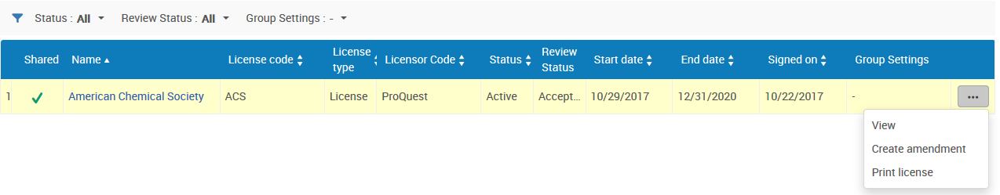 Status : All Review Status : All Group Settings : -
Shared Name License code License type Licensor Code Status Review Status Start date End date Signed on Group Settings
1 American Chemical Society ACS License ProQuest Active Accept... 10/29/2017 12/31/2020 10/22/2017 - ...
View
Create amendment
Print license